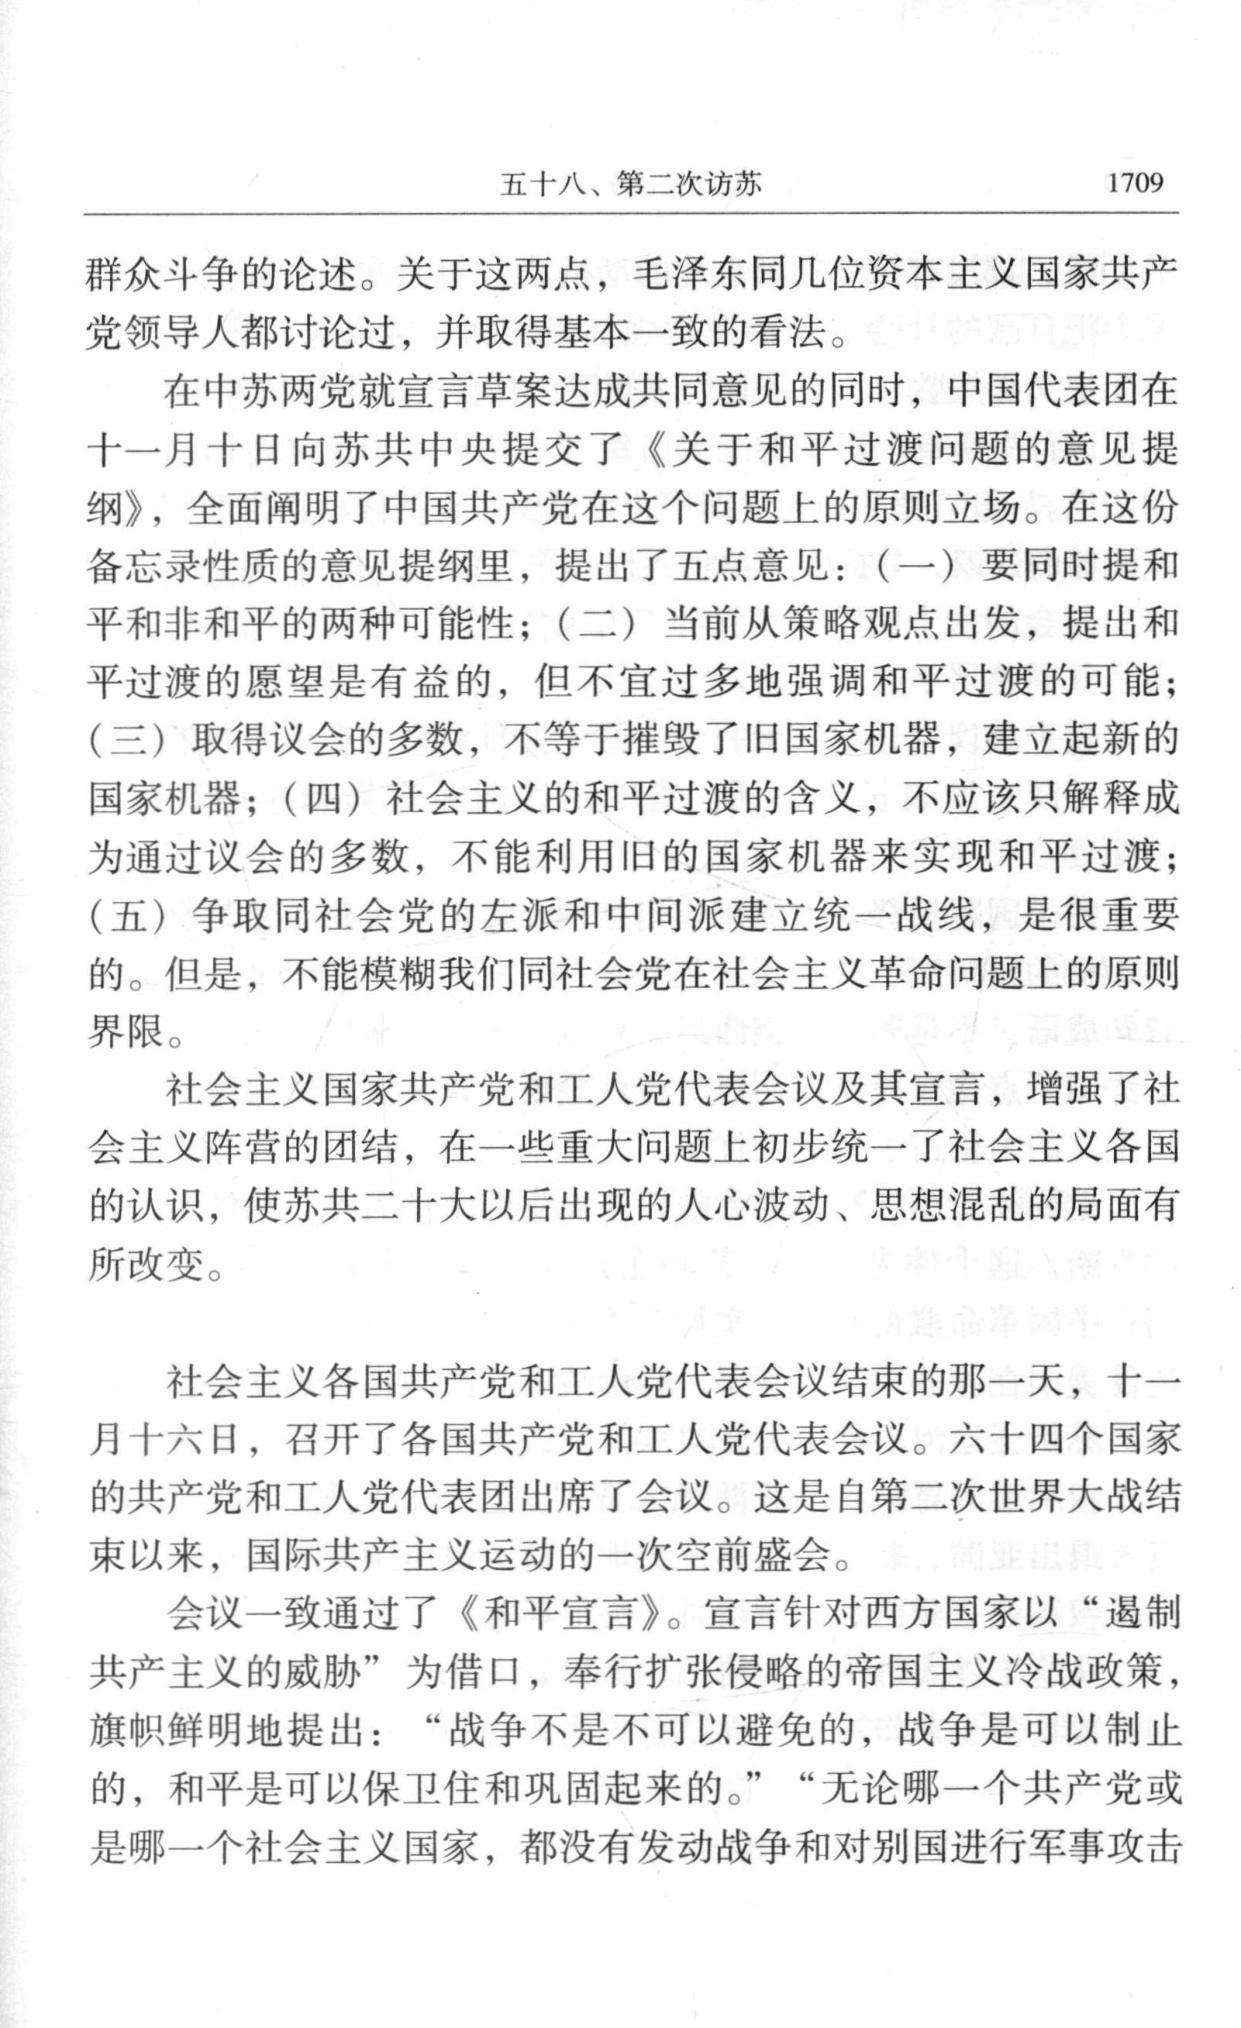 五十八、第二次访苏 1709
群众斗争的论述。关于这两点，毛泽东同几位资本主义国家共产
党领导人都讨论过，并取得基本一致的看法。
在中苏两党就宣言草案达成共同意见的同时，中国代表团在
十一月十日向苏共中央提交了《关于和平过渡问题的意见提
纲》，全面阐明了中国共产党在这个问题上的原则立场。在这份
备忘录性质的意见提纲里，提出了五点意见：（一）要同时提和
平和非和平的两种可能性；（二）当前从策略观点出发，提出和
平过渡的愿望是有益的，但不宜过多地强调和平过渡的可能；
（三）取得议会的多数，不等于摧毁了旧国家机器，建立起新的
国家机器；（四）社会主义的和平过渡的含义，不应该只解释成
为通过议会的多数，不能利用旧的国家机器来实现和平过渡；
（五）争取同社会党的左派和中间派建立统一战线，是很重要
的。但是，不能模糊我们同社会党在社会主义革命问题上的原则
界限。
社会主义国家共产党和工人党代表会议及其宣言，增强了社
会主义阵营的团结，在一些重大问题上初步统一了社会主义各国
的认识，使苏共二十大以后出现的人心波动、思想混乱的局面有
所改变。
社会主义各国共产党和工人党代表会议结束的那一天，十一
月十六日，召开了各国共产党和工人党代表会议。六十四个国家
的共产党和工人党代表团出席了会议。这是自第二次世界大战结
束以来，国际共产主义运动的一次空前盛会。
会议一致通过了《和平宣言》。宣言针对西方国家以“遏制
共产主义的威胁”为借口，奉行扩张侵略的帝国主义冷战政策，
旗帜鲜明地提出：“战争不是不可以避免的，战争是可以制止
的，和平是可以保卫住和巩固起来的。”“无论哪一个共产党或
是哪一个社会主义国家，都没有发动战争和对别国进行军事攻击